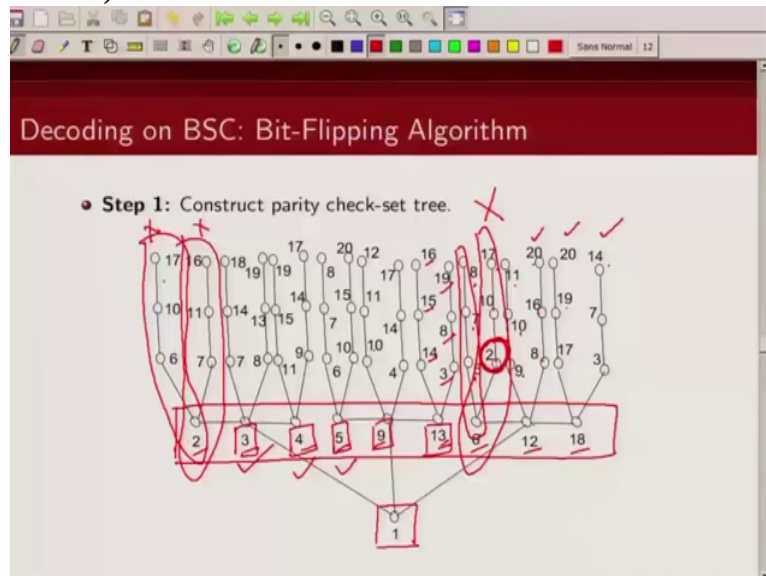 Sans Normal 12
Decoding on BSC: Bit-Flipping Algorithm
• Step 1: Construct parity check-set tree.
17 16 18 19 19 17 8 20 12 17 16 19 8 17 11 20 20 14
10 11 14 13 15 14 7 15 11 14 15 8 7 10 10 16 19 7
6 7 7 8 11 9 6 10 10 4 14 3 2 9 8 17 3
2 3 4 5 9 13 12 18
1